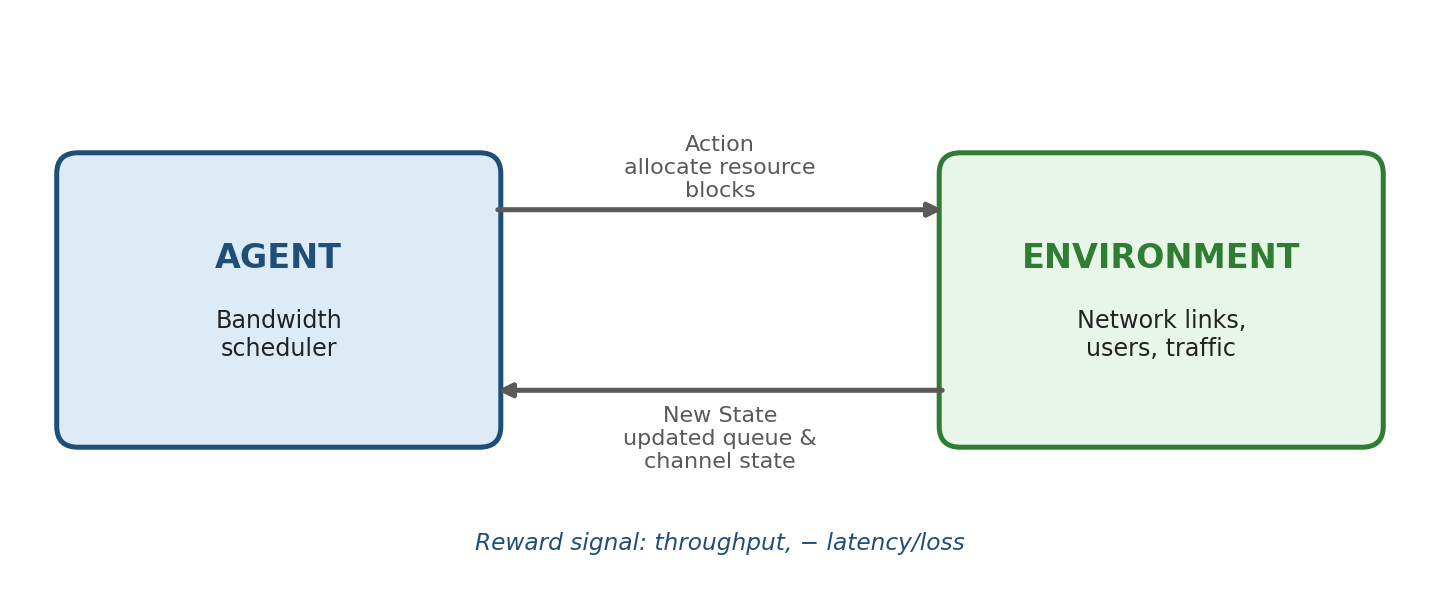 Action
allocate resource
blocks
AGENT
Bandwidth
scheduler
ENVIRONMENT
Network links,
users, traffic
New State
updated queue &
channel state
Reward signal: throughput, − latency/loss